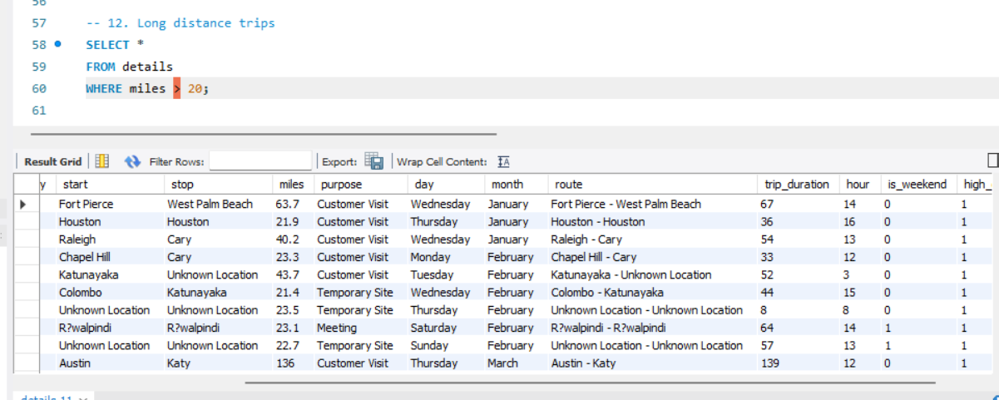 56
57 -- 12. Long distance trips
58 SELECT *
59 FROM details
60 WHERE miles > 20;
61
Result Grid Filter Rows: Export: Wrap Cell Content:
y start stop miles purpose day month route trip_duration hour is_weekend high_
Fort Pierce West Palm Beach 63.7 Customer Visit Wednesday January Fort Pierce - West Palm Beach 67 14 0 1
Houston Houston 21.9 Customer Visit Thursday January Houston - Houston 36 16 0 1
Raleigh Cary 40.2 Customer Visit Wednesday January Raleigh - Cary 54 13 0 1
Chapel Hill Cary 23.3 Customer Visit Monday February Chapel Hill - Cary 33 12 0 1
Katunayaka Unknown Location 43.7 Customer Visit Tuesday February Katunayaka - Unknown Location 52 3 0 1
Colombo Katunayaka 21.4 Temporary Site Wednesday February Colombo - Katunayaka 44 15 0 1
Unknown Location Unknown Location 23.5 Temporary Site Thursday February Unknown Location - Unknown Location 8 8 0 1
R?walpindi R?walpindi 23.1 Meeting Saturday February R?walpindi - R?walpindi 64 14 1 1
Unknown Location Unknown Location 22.7 Temporary Site Sunday February Unknown Location - Unknown Location 57 13 1 1
Austin Katy 136 Customer Visit Thursday March Austin - Katy 139 12 0 1
details 11